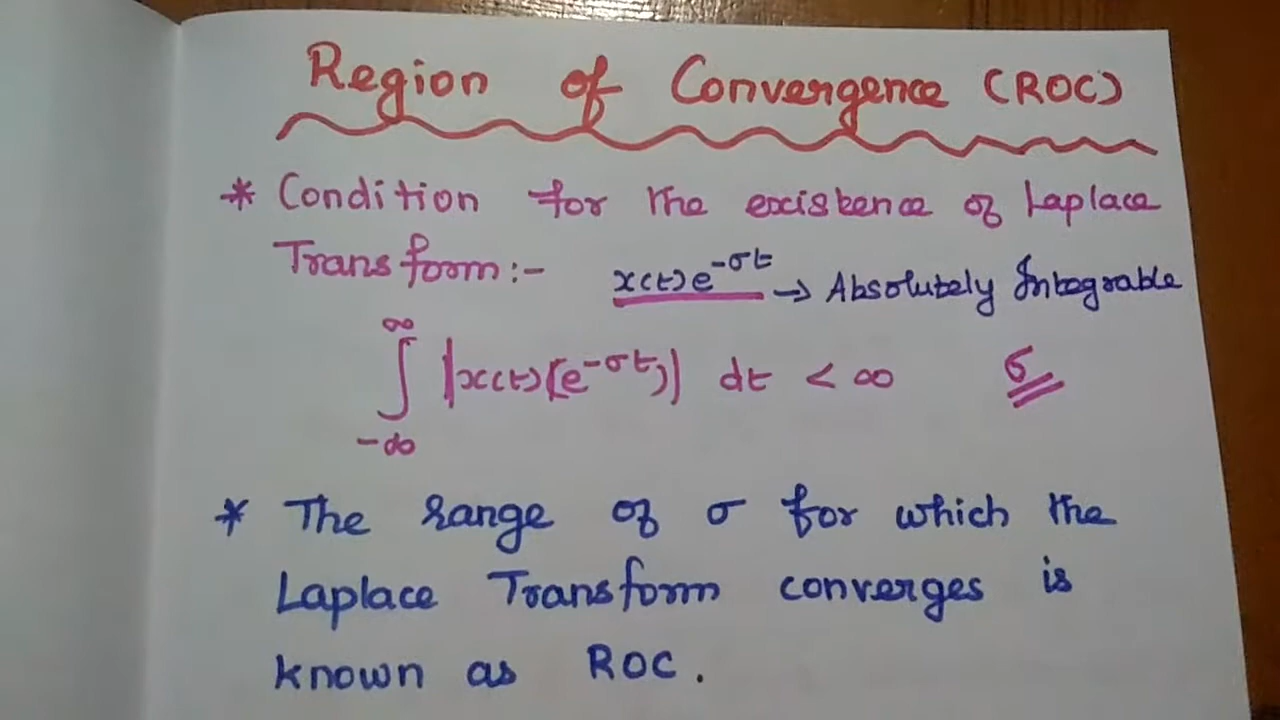 Region of Convergence (ROC)
* Condition for the existence of Laplace
Transform:- x(t)e^{-σt} → Absolutely Integrable
∫_{-∞}^{∞} |x(t)(e^{-σt})| dt < ∞ σ
* The range of σ for which the
Laplace Transform converges is
known as ROC.